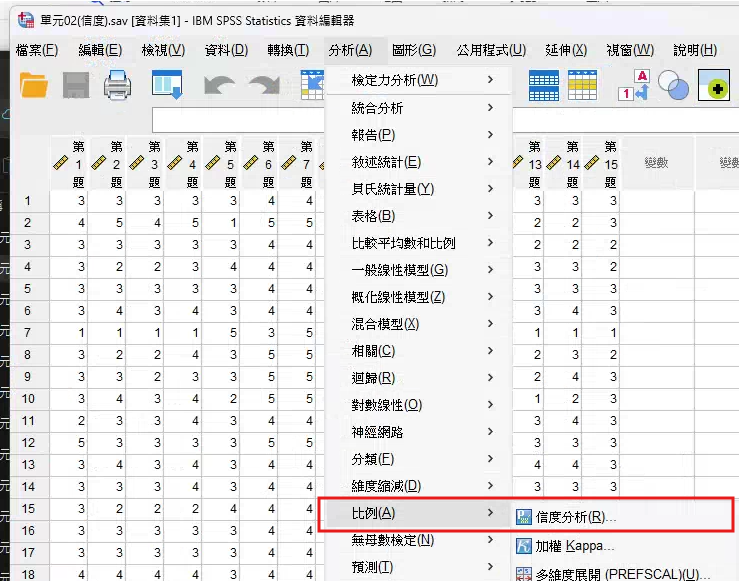 單元02(信度).sav [資料集1] - IBM SPSS Statistics 資料編輯器
檔案(F) 編輯(E) 檢視(V) 資料(D) 轉換(T) 分析(A) 圖形(G) 公用程式(U) 延伸(X) 視窗(W) 說明(H)
檢定力分析(W)
統合分析
報告(P)
敘述統計(E)
貝氏統計量(Y)
表格(B)
比較平均數和比例
一般線性模型(G)
概化線性模型(Z)
混合模型(X)
相關(C)
迴歸(R)
對數線性(O)
神經網路
分類(F)
維度縮減(D)
比例(A)
無母數檢定(N)
預測(T)
信度分析(R)...
加權 Kappa...
多維度展開 (PREFSCAL)(U)...
第1題 第2題 第3題 第4題 第5題 第6題 第7題 第13題 第14題 第15題 變數
1 3 3 3 3 3 4 4 3 3 3
2 4 5 4 5 1 5 5 2 2 3
3 3 3 3 3 3 4 4 2 2 2
4 3 2 2 3 4 4 4 3 3 2
5 3 3 3 3 3 4 4 3 3 3
6 3 4 3 4 3 4 4 3 4 3
7 1 1 1 1 5 3 5 1 1 1
8 3 2 2 4 3 5 5 2 3 2
9 3 3 2 3 3 5 5 2 4 3
10 3 4 3 4 2 5 5 1 2 3
11 2 3 3 4 3 4 4 3 4 3
12 5 3 3 3 3 5 5 3 3 3
13 3 4 3 4 3 4 4 4 4 3
14 3 3 3 4 3 4 4 3 3 3
15 3 2 2 2 4 4 4
16 3 3 3 3 3 4 4
17 3 3 3 3 3 4 4
18 4 4 3 4 3 4 4